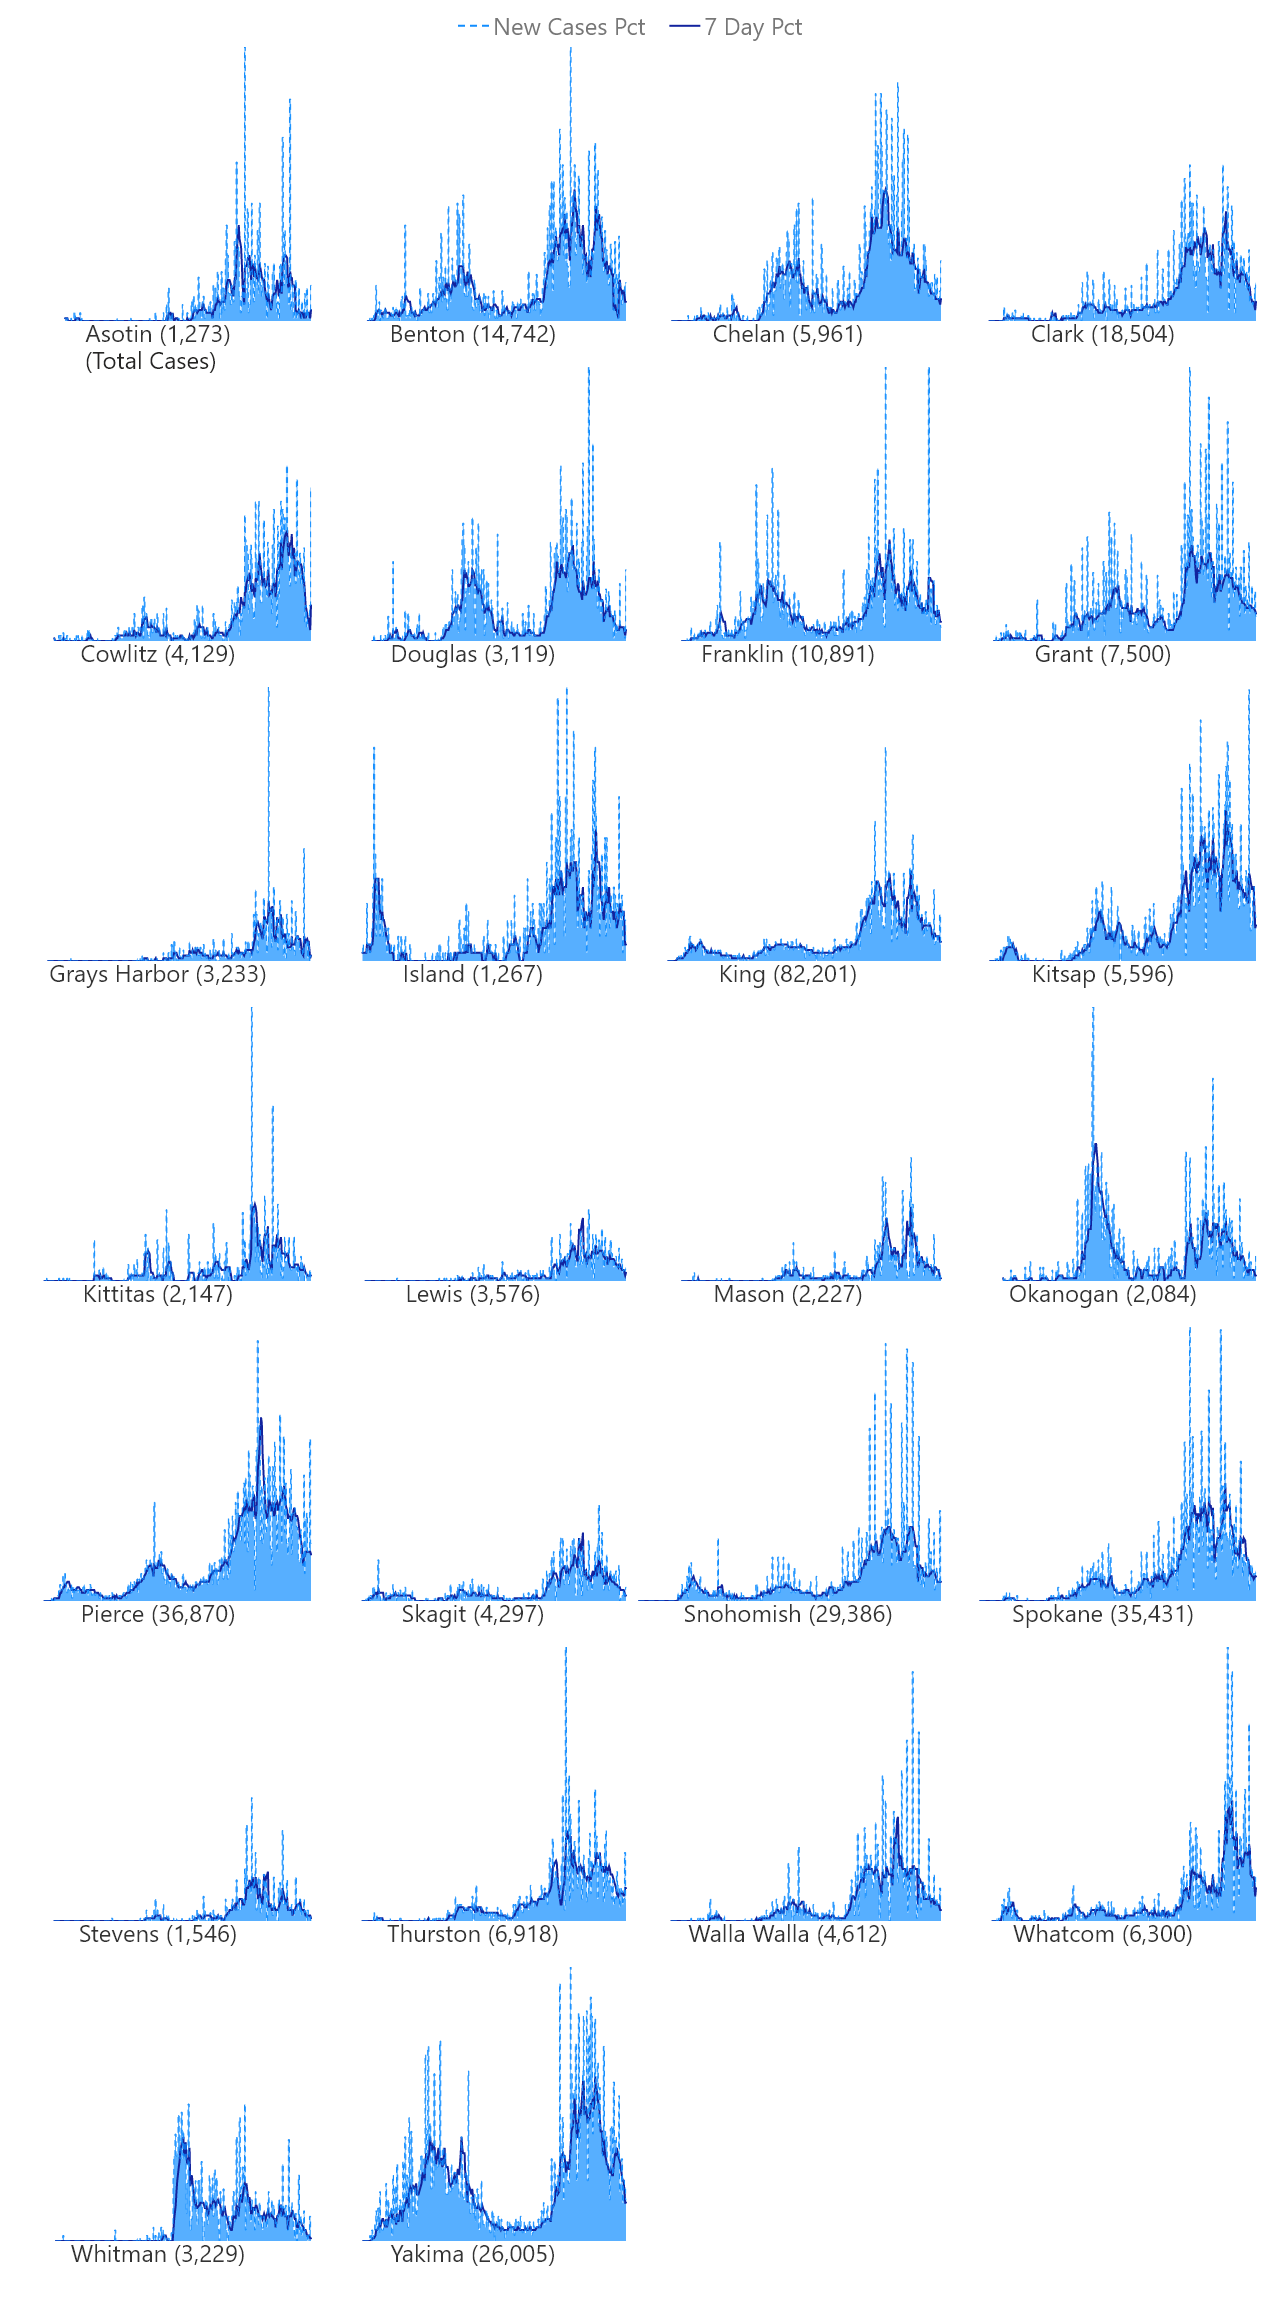 New Cases Pct 7 Day Pct
Asotin (1,273) Benton (14,742) Chelan (5,961) Clark (18,504)
(Total Cases)
Cowlitz (4,129) Douglas (3,119) Franklin (10,891) Grant (7,500)
Grays Harbor (3,233) Island (1,267) King (82,201) Kitsap (5,596)
Kittitas (2,147) Lewis (3,576) Mason (2,227) Okanogan (2,084)
Pierce (36,870) Skagit (4,297) Snohomish (29,386) Spokane (35,431)
Stevens (1,546) Thurston (6,918) Walla Walla (4,612) Whatcom (6,300)
Whitman (3,229) Yakima (26,005)